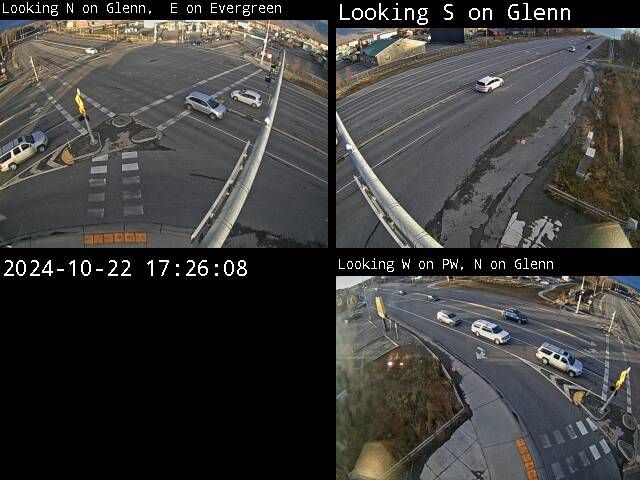 Looking N on Glenn,  E on Evergreen
Looking S on Glenn
2024-10-22 17:26:08
Looking W on PW, N on Glenn